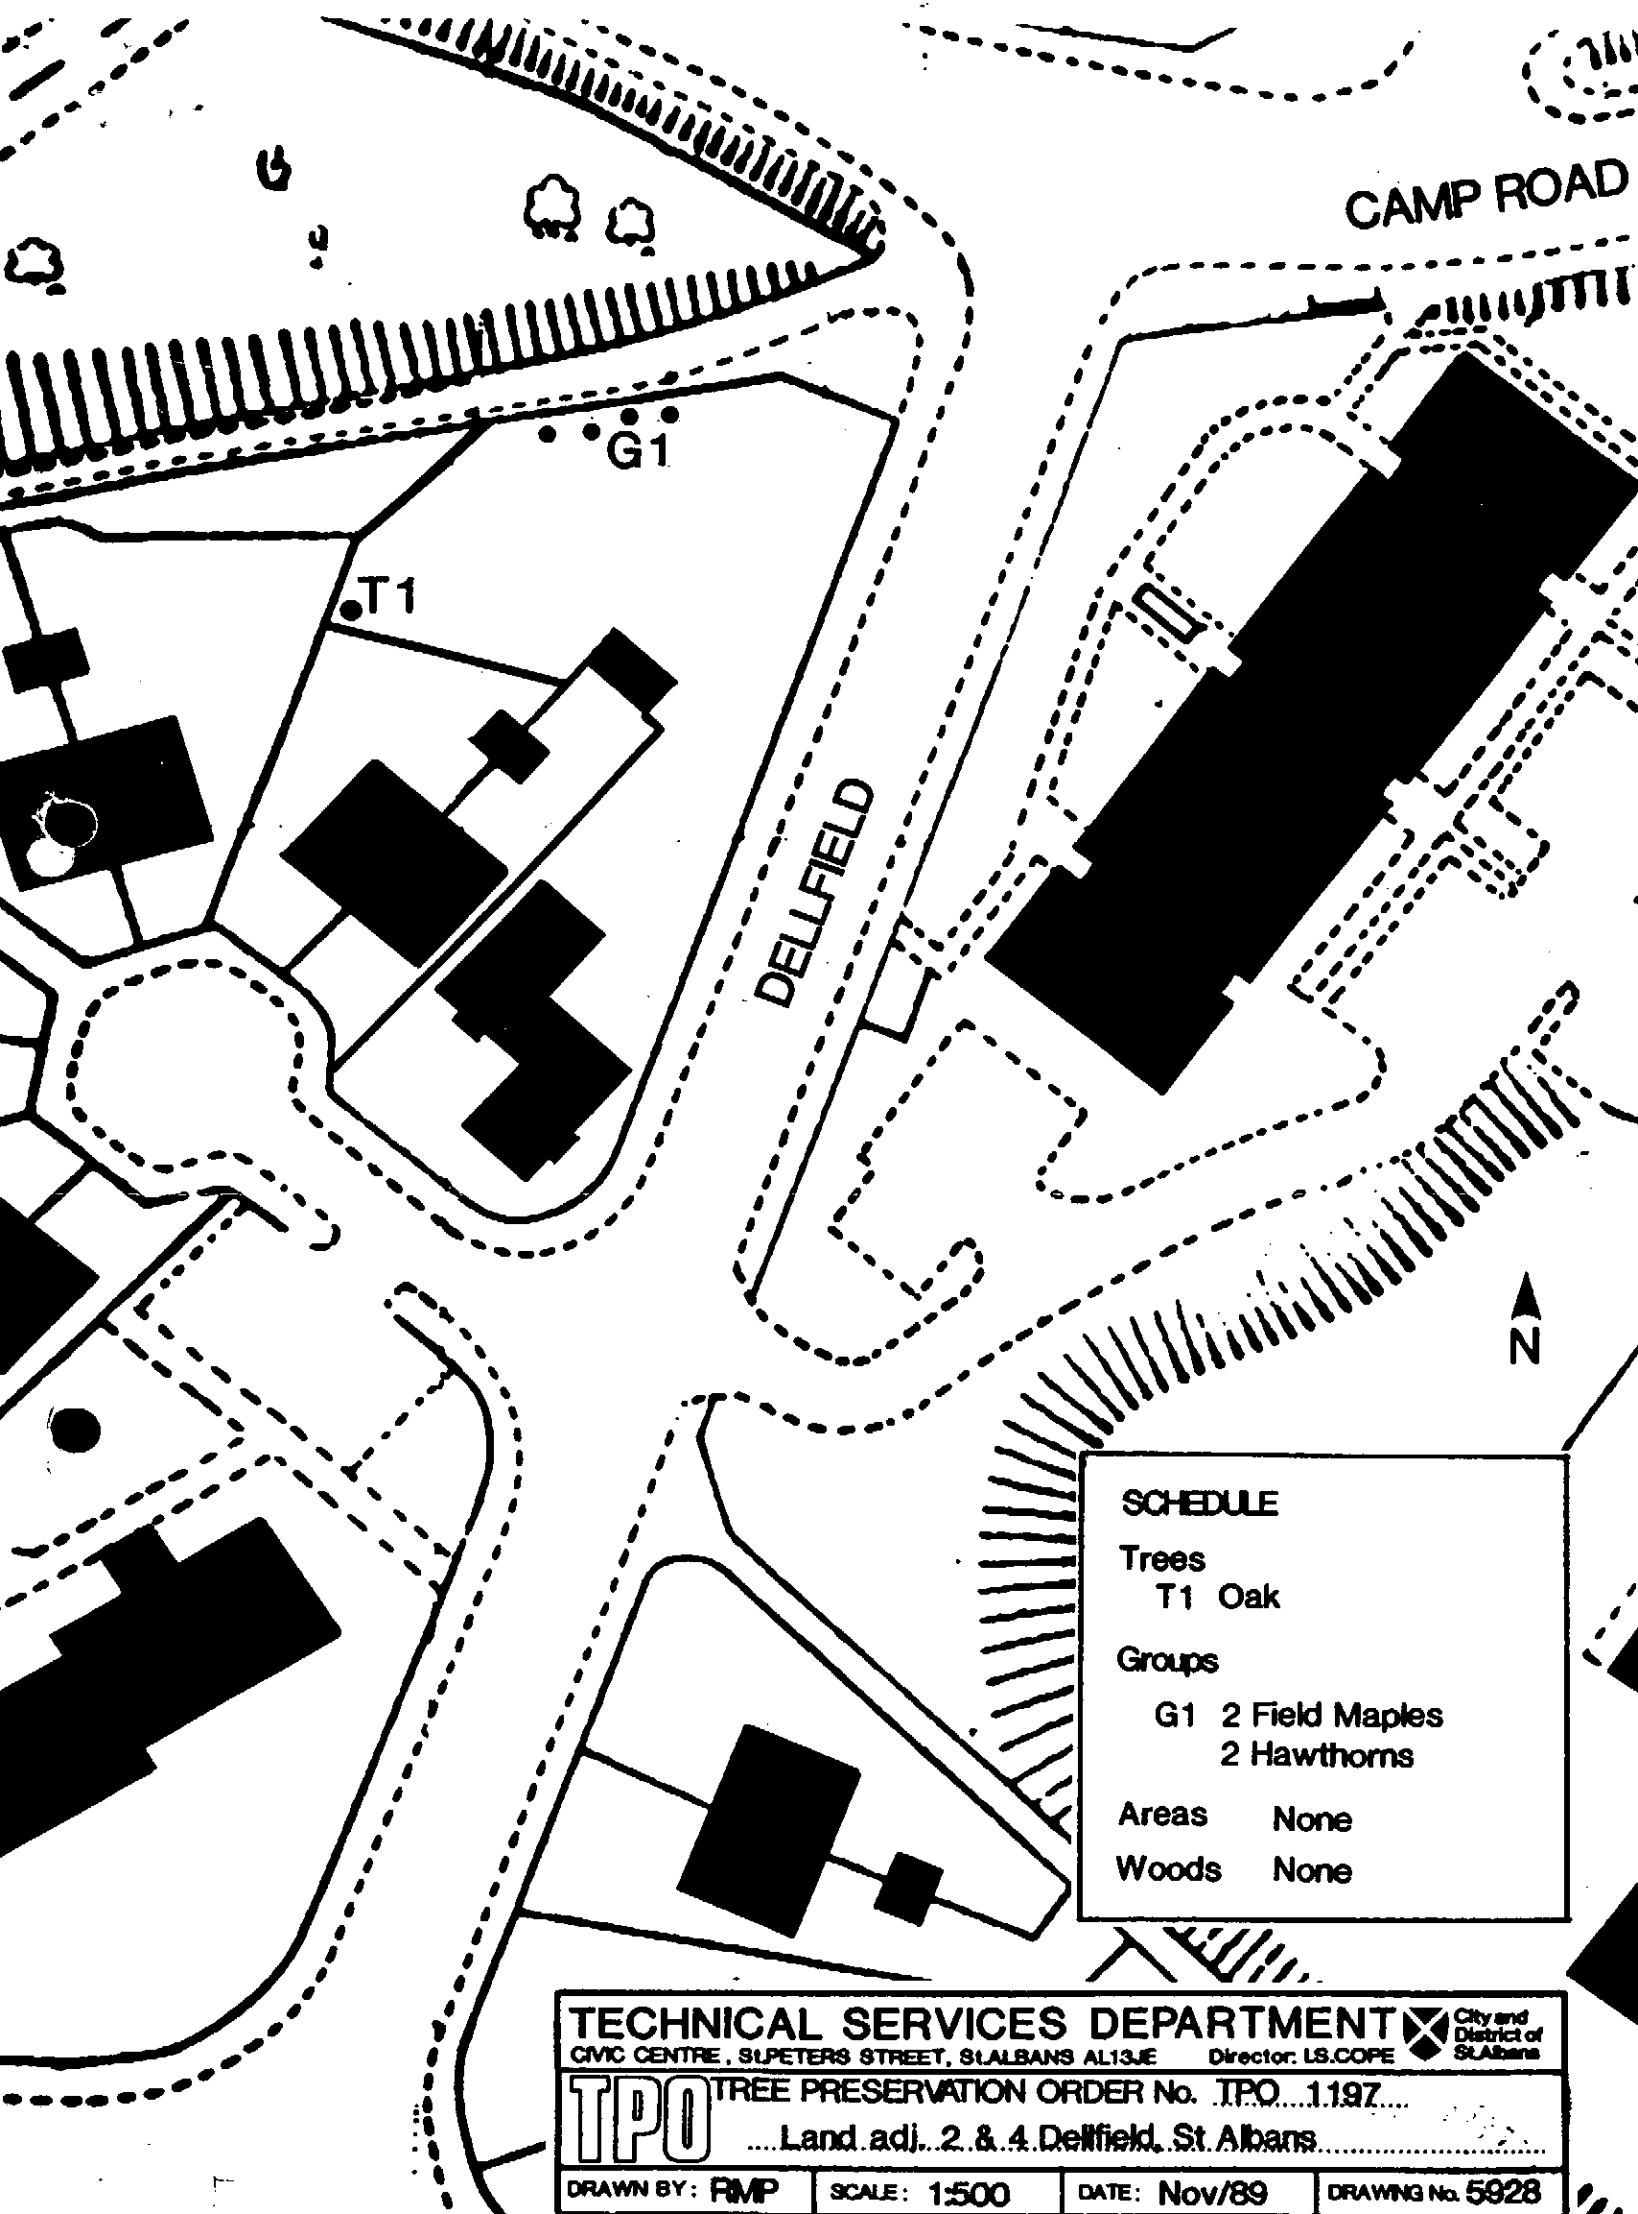 CAMP ROAD
G1
T1
DELLFIELD
N
SCHEDULE
Trees
T1 Oak
Groups
G1 2 Field Maples
2 Hawthorns
Areas None
Woods None
TECHNICAL SERVICES DEPARTMENT
City and
District of
St.Albans
CIVIC CENTRE, St.PETERS STREET, St.ALBANS AL13JE Director: I.S.COPE
TPO
TREE PRESERVATION ORDER No. TPO 1197
Land adj. 2 & 4 Dellfield, St Albans
DRAWN BY: RMP SCALE: 1:500 DATE: Nov/89 DRAWING No. 5928